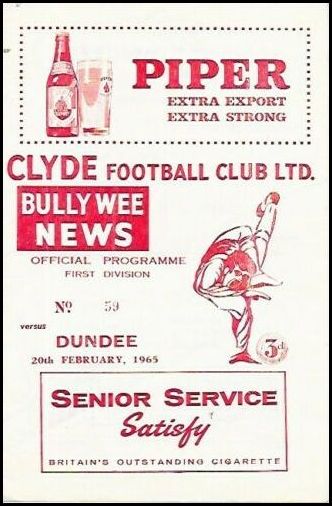 PIPER
EXTRA EXPORT
EXTRA STRONG
CLYDE FOOTBALL CLUB LTD.
BULLY WEE
NEWS
OFFICIAL PROGRAMME
FIRST DIVISION
No 59
versus
DUNDEE
20th FEBRUARY, 1965
3d
SENIOR SERVICE
Satisfy
BRITAIN'S OUTSTANDING CIGARETTE